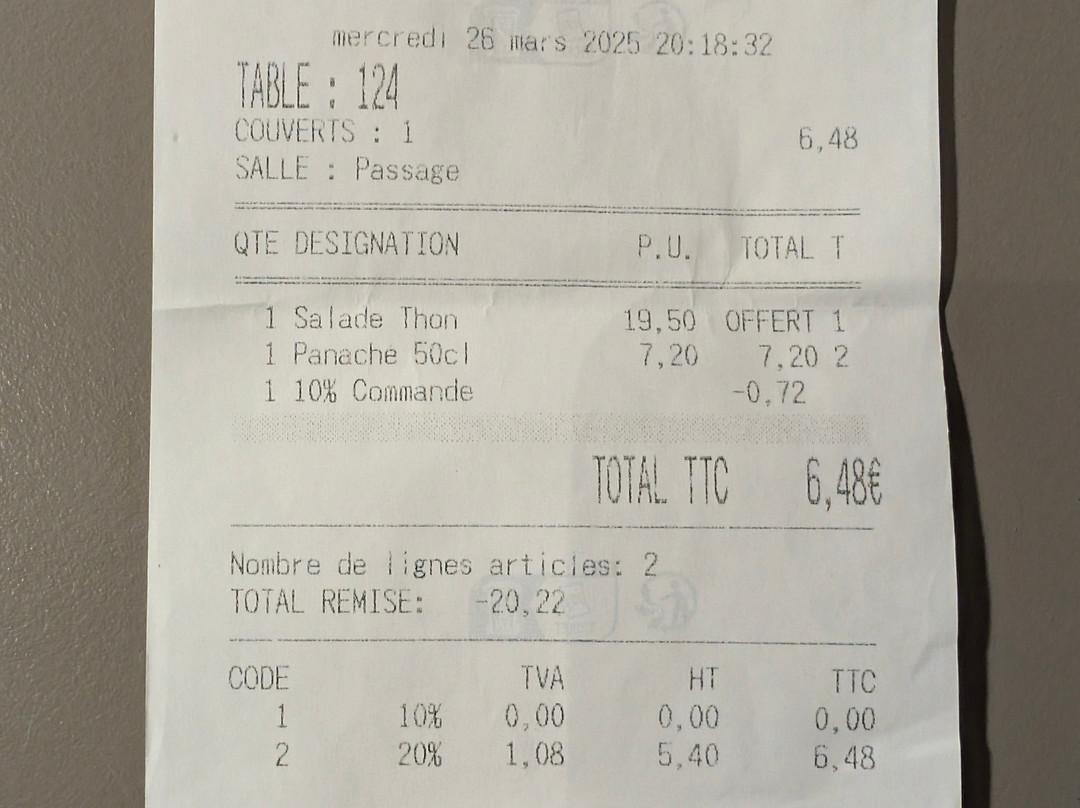 mercredi 26 mars 2025 20:18:32
TABLE : 124
COUVERTS : 1 6,48
SALLE : Passage
QTE DESIGNATION P.U. TOTAL T
1 Salade Thon 19,50 OFFERT 1
1 Panache 50cl 7,20 7,20 2
1 10% Commande -0,72
TOTAL TTC 6,48€
Nombre de lignes articles: 2
TOTAL REMISE: -20,22
CODE TVA HT TTC
1 10% 0,00 0,00 0,00
2 20% 1,08 5,40 6,48